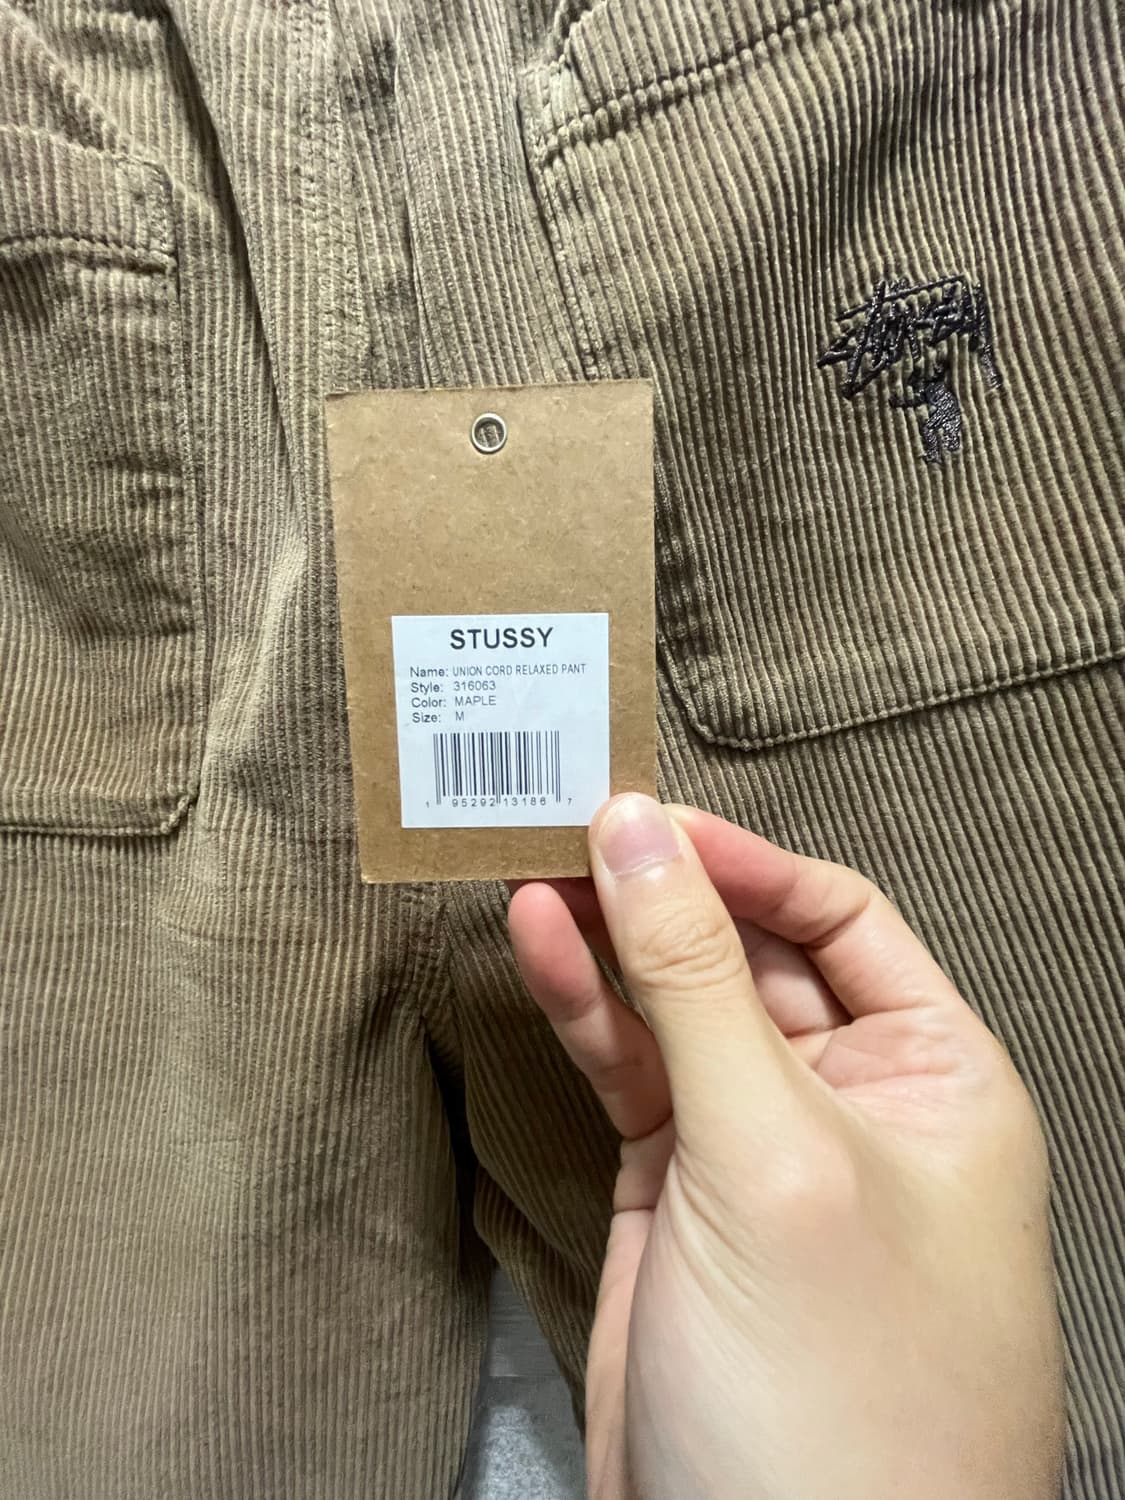 STUSSY
Name: UNION CORD RELAXED PANT
Style: 316063
Color: MAPLE
Size: M
1 95292 13186 7